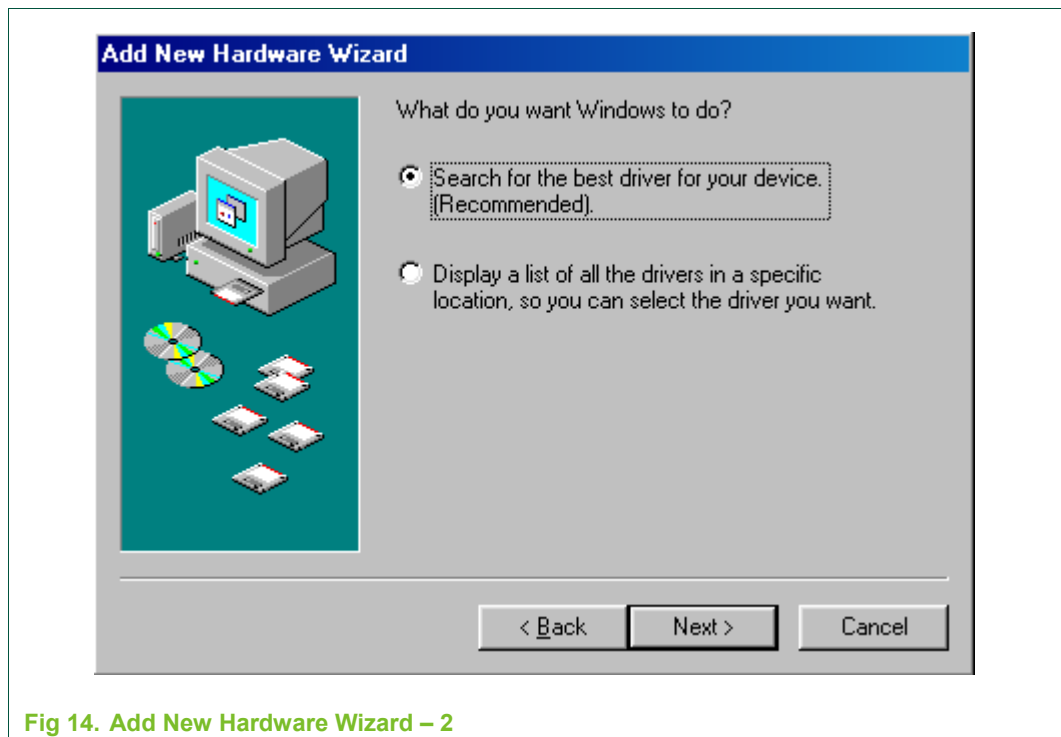 Add New Hardware Wizard
What do you want Windows to do?
Search for the best driver for your device.
(Recommended).
Display a list of all the drivers in a specific
location, so you can select the driver you want.
< Back
Next >
Cancel
Fig 14. Add New Hardware Wizard – 2